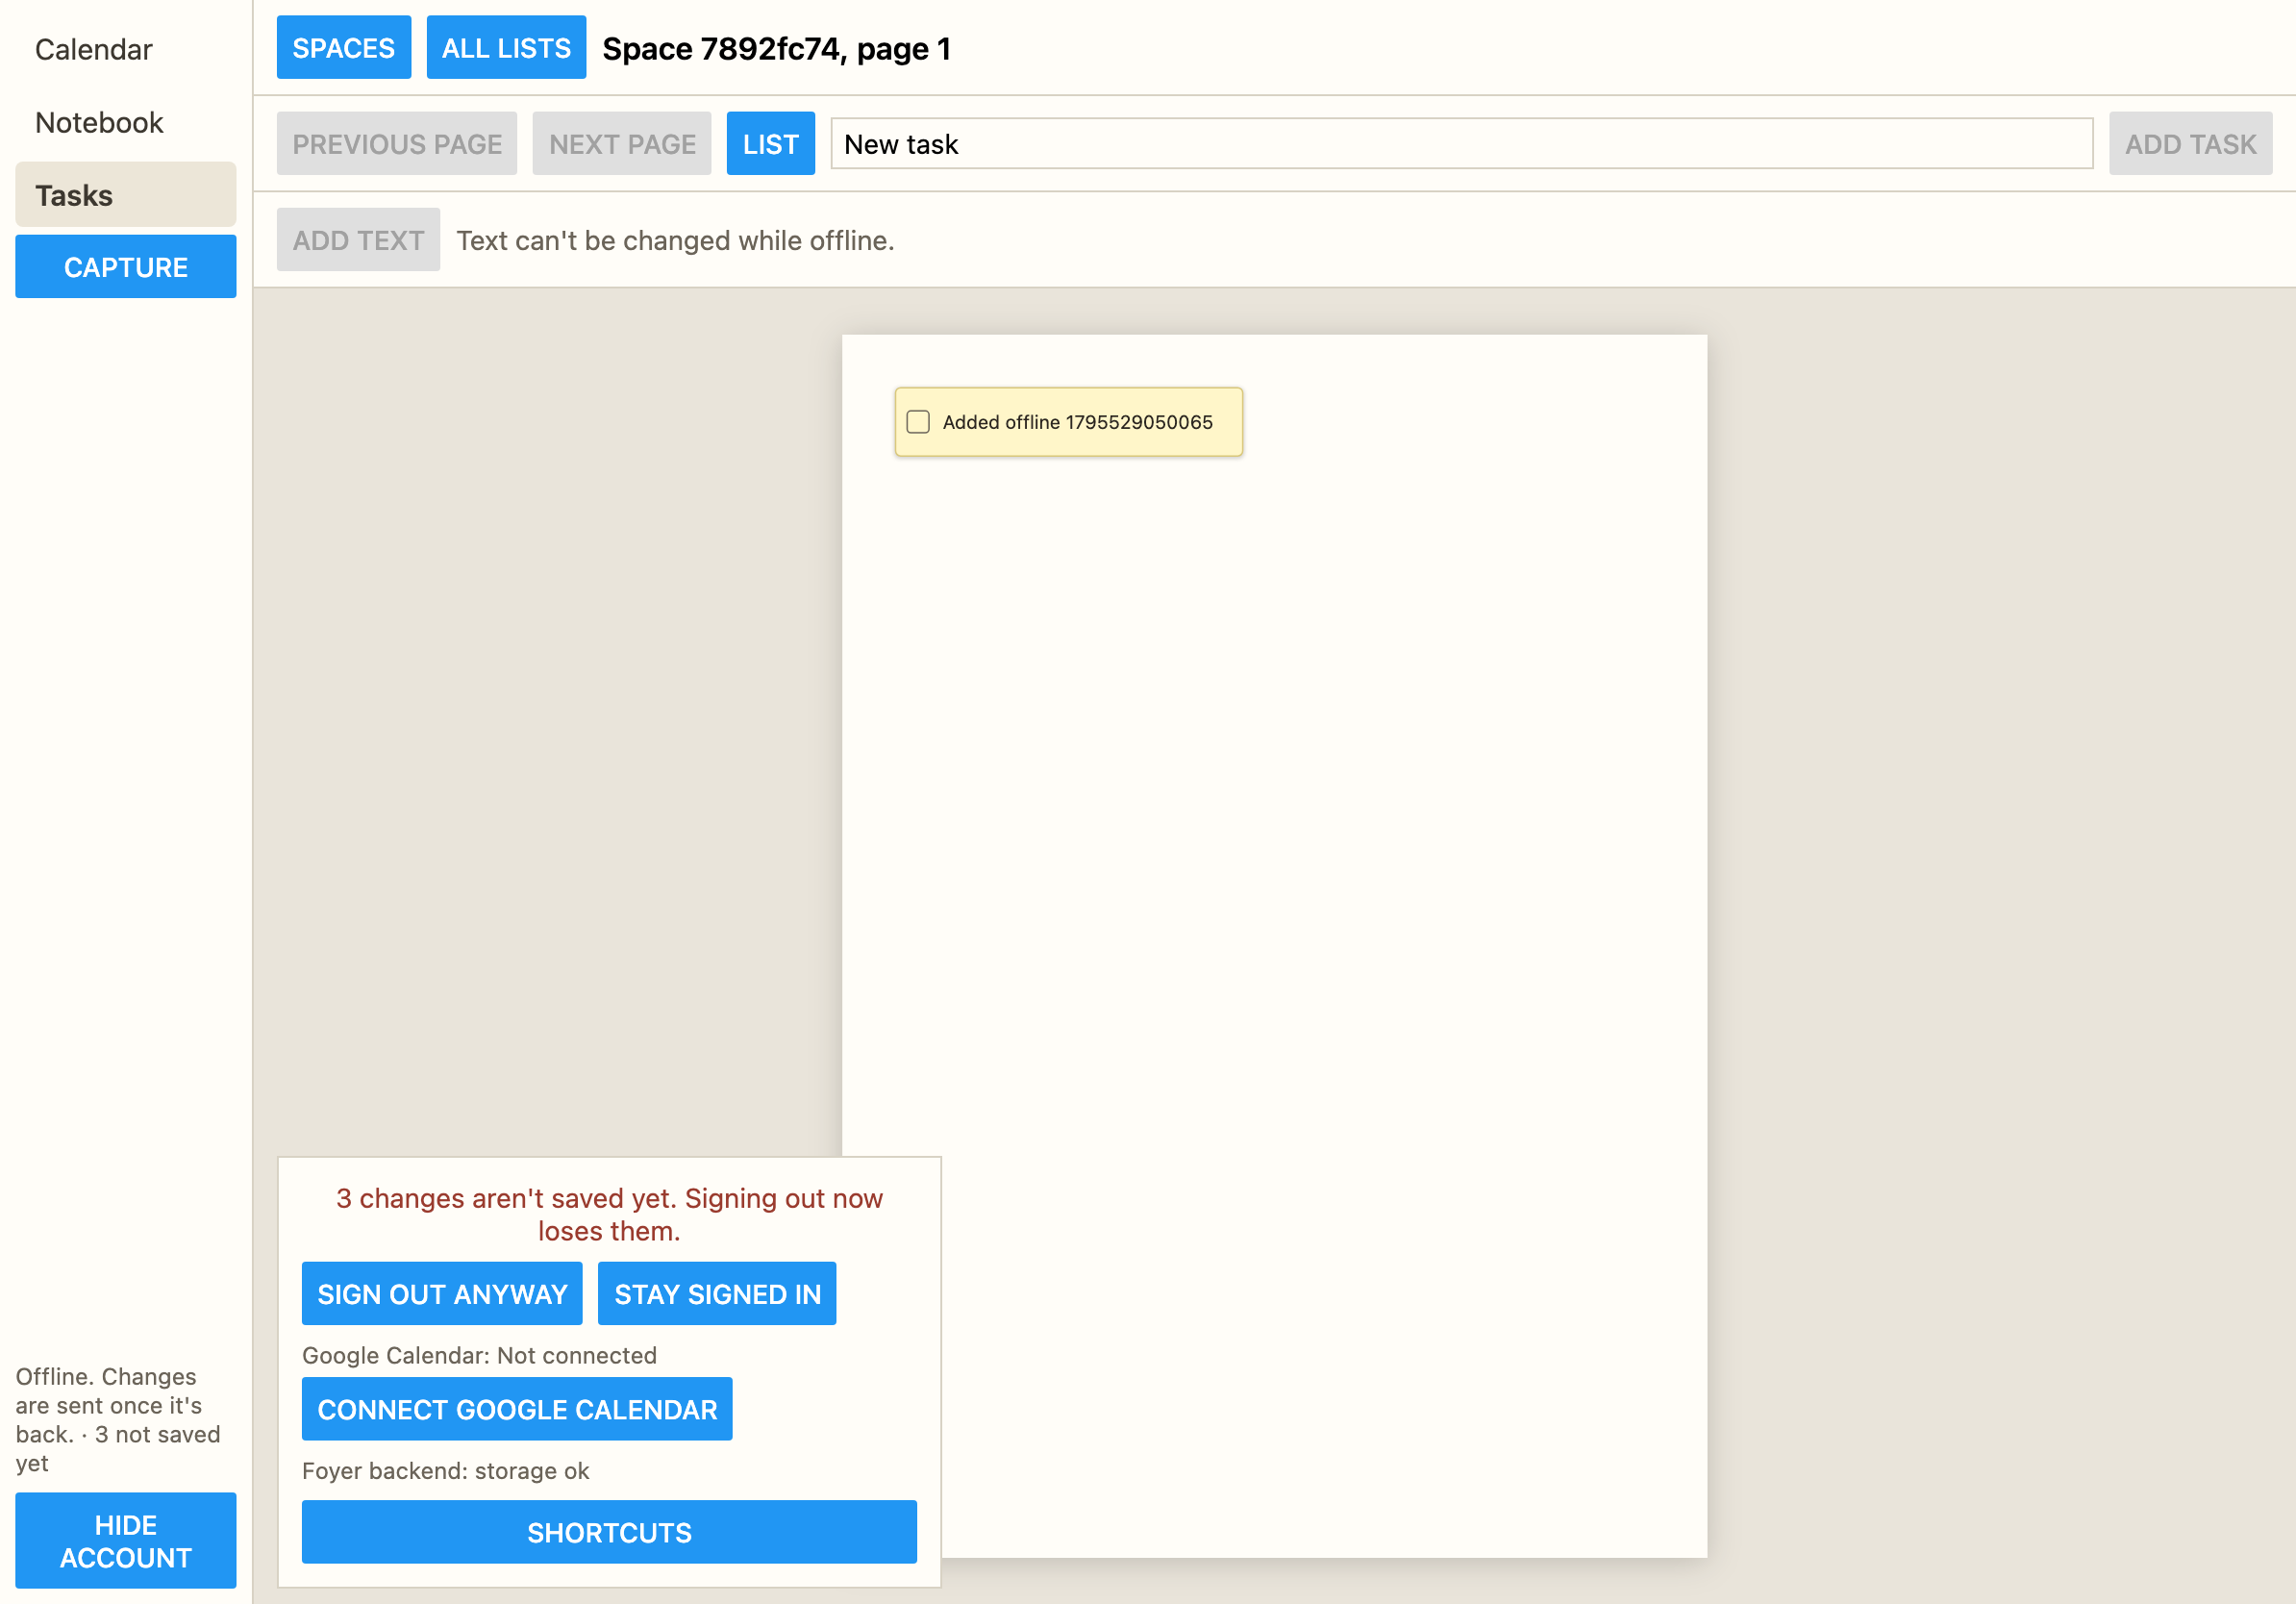 Calendar
Notebook
Tasks
CAPTURE
SPACES
ALL LISTS
Space 7892fc74, page 1
PREVIOUS PAGE
NEXT PAGE
LIST
New task
ADD TASK
ADD TEXT
Text can't be changed while offline.
Added offline 1795529050065
3 changes aren't saved yet. Signing out now
loses them.
SIGN OUT ANYWAY
STAY SIGNED IN
Google Calendar: Not connected
CONNECT GOOGLE CALENDAR
Foyer backend: storage ok
SHORTCUTS
Offline. Changes
are sent once it's
back. · 3 not saved
yet
HIDE
ACCOUNT